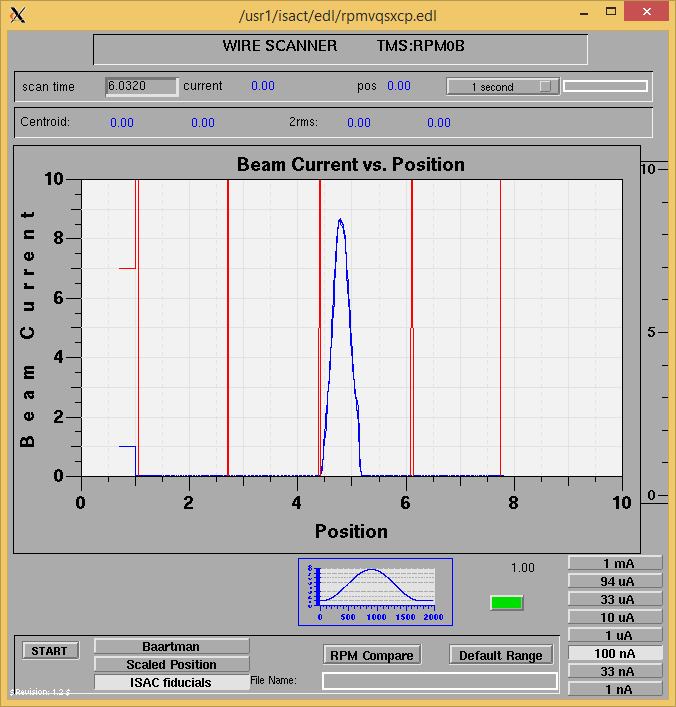 /usr1/isact/edl/rpmvqsxcp.edl
WIRE SCANNER TMS:RPM0B
scan time 6.0320 current 0.00 pos 0.00 1 second
Centroid: 0.00 0.00 2rms: 0.00 0.00
Beam Current vs. Position
10
8
6
4
2
0
Beam Current
0 2 4 6 8 10
Position
10
5
0
8
0 500 1000 1500 2000
1.00
1 mA
94 uA
33 uA
10 uA
1 uA
100 nA
33 nA
1 nA
START
Baartman
Scaled Position
ISAC fiducials
RPM Compare
Default Range
File Name:
$Revision: 1.2 $